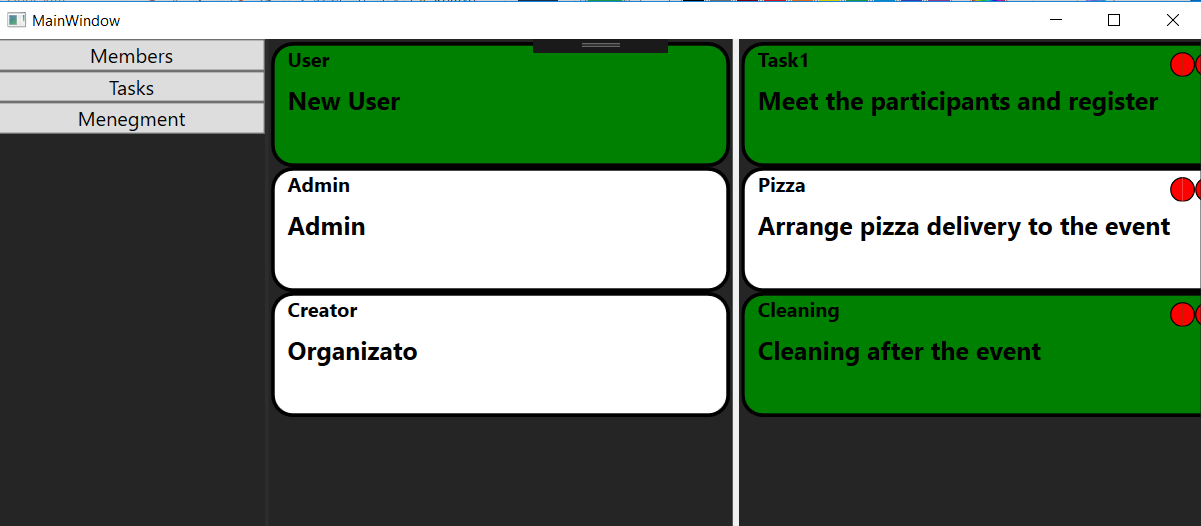 MainWindow
Members
Tasks
Menegment
User
New User
Admin
Admin
Creator
Organizato
Task1
Meet the participants and register
Pizza
Arrange pizza delivery to the event
Cleaning
Cleaning after the event